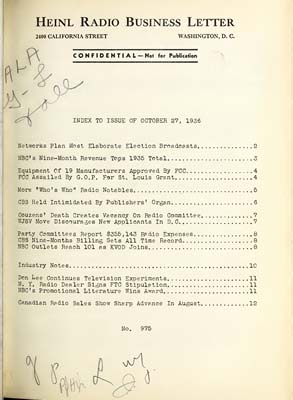 HEINL RADIO BUSINESS LETTER
2400 CALIFORNIA STREET WASHINGTON, D. C.
CONFIDENTIAL — Not for Publication
INDEX TO ISSUE OF OCTOBER 27, 1936
Networks Plan Most Elaborate Election Broadcasts..............2
NBC's Nine-Month Revenue Tops 1935 Total......................3
Equipment Of 19 Manufacturers Approved By FCC.................4
FCC Assailed By G.O.P. For St. Louis Grant....................4
More "Who's Who" Radio Notables...............................5
CBS Held Intimidated By Publishers' Organ.....................6
Couzens' Death Creates Vacancy On Radio Committee.............7
WJSV Move Discourages New Applicants In D.C...................7
Party Committees Report $335,143 Radio Expenses...............8
CBS Nine-Months Billing Sets All Time Record..................8
NBC Outlets Reach 101 as KVOD Joins...........................8
Industry Notes................................................10
Don Lee Continues Television Experiments......................11
N. Y. Radio Dealer Signs FTC Stipulation......................11
NBC's Promotional Literature Wins Award.......................11
Canadian Radio Sales Show Sharp Advance In August.............12
No. 975